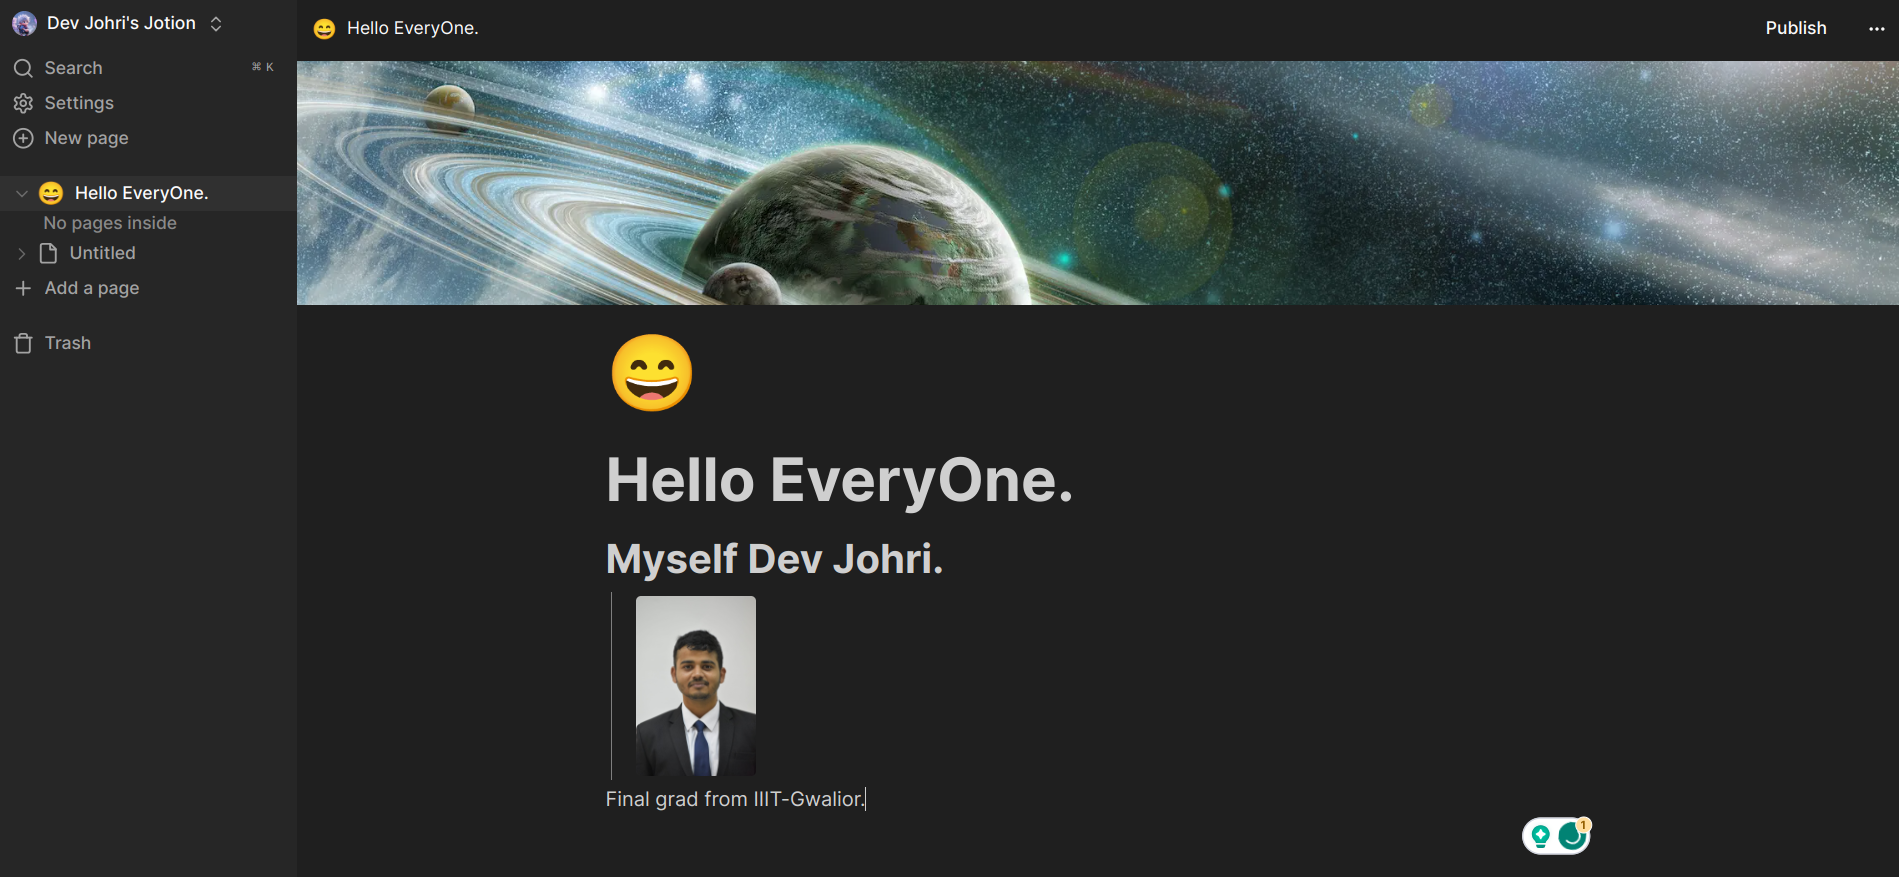 Dev Johri's Jotion
Search ⌘ K
Settings
New page
Hello EveryOne.
No pages inside
Untitled
Add a page
Trash
Hello EveryOne.
Publish
Hello EveryOne.
Myself Dev Johri.
Final grad from IIIT-Gwalior.
1